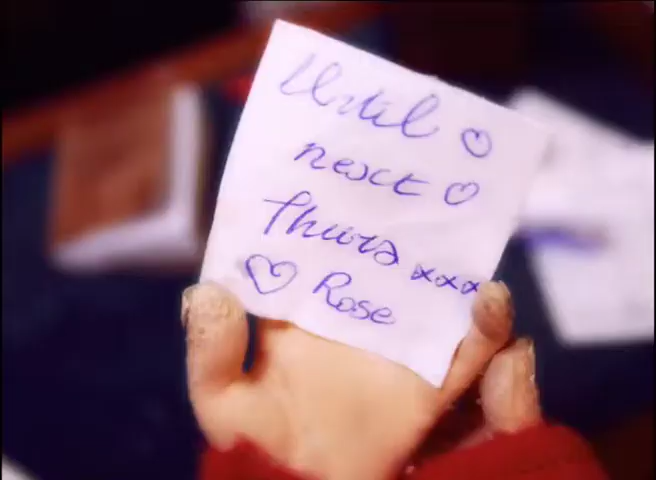 Until ♡
next ♡
Thurs xxx
♡ Rose